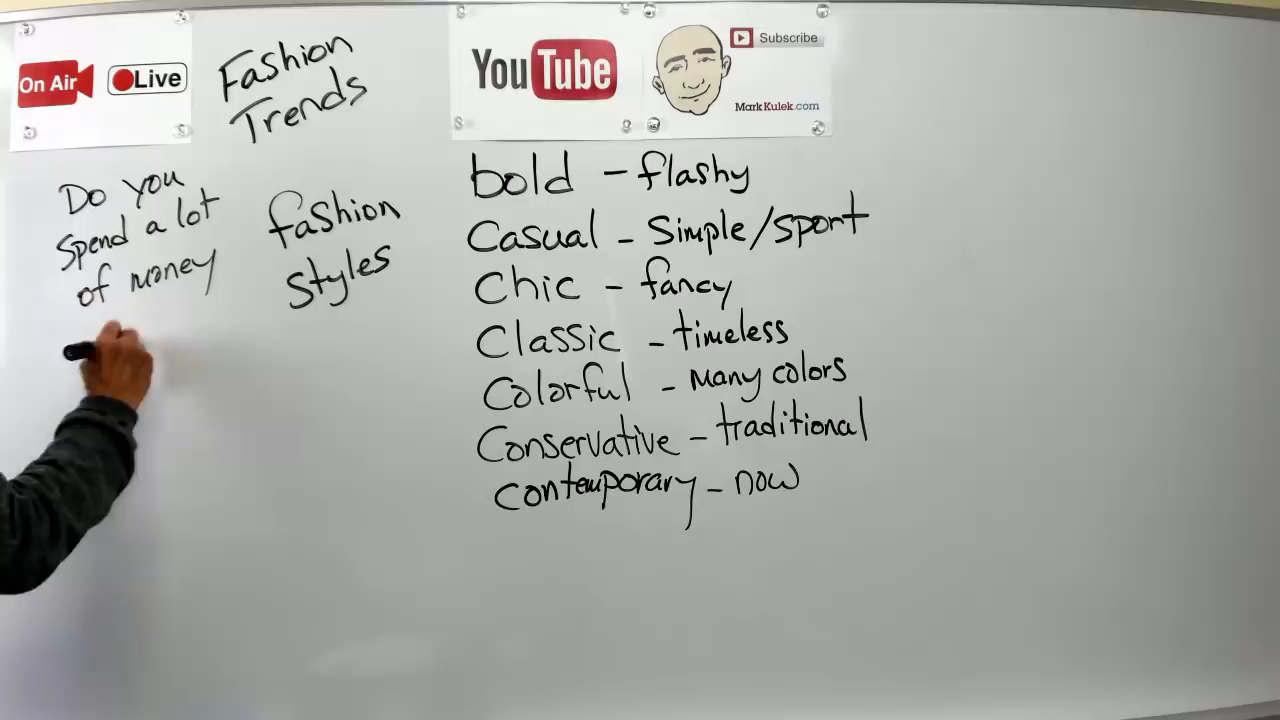 On Air
Live
Fashion
Trends
YouTube
Subscribe
MarkKulek.com
Do you
spend a lot
of money
fashion
styles
bold - flashy
Casual - Simple/sport
Chic - fancy
Classic - timeless
Colorful - many colors
Conservative - traditional
contemporary - now